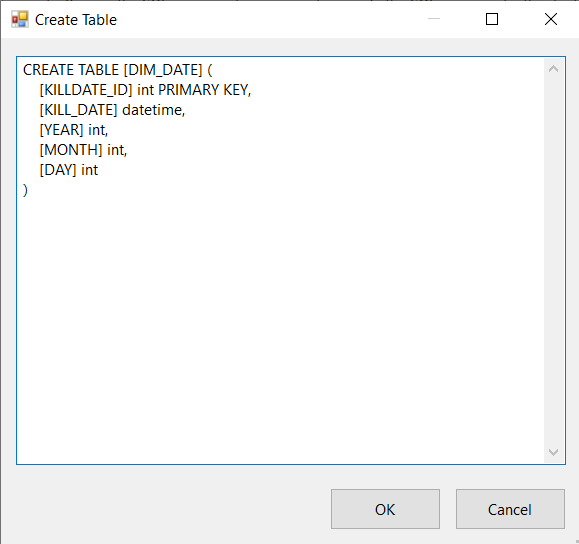 Create Table
CREATE TABLE [DIM_DATE] (
    [KILLDATE_ID] int PRIMARY KEY,
    [KILL_DATE] datetime,
    [YEAR] int,
    [MONTH] int,
    [DAY] int
)
OK
Cancel